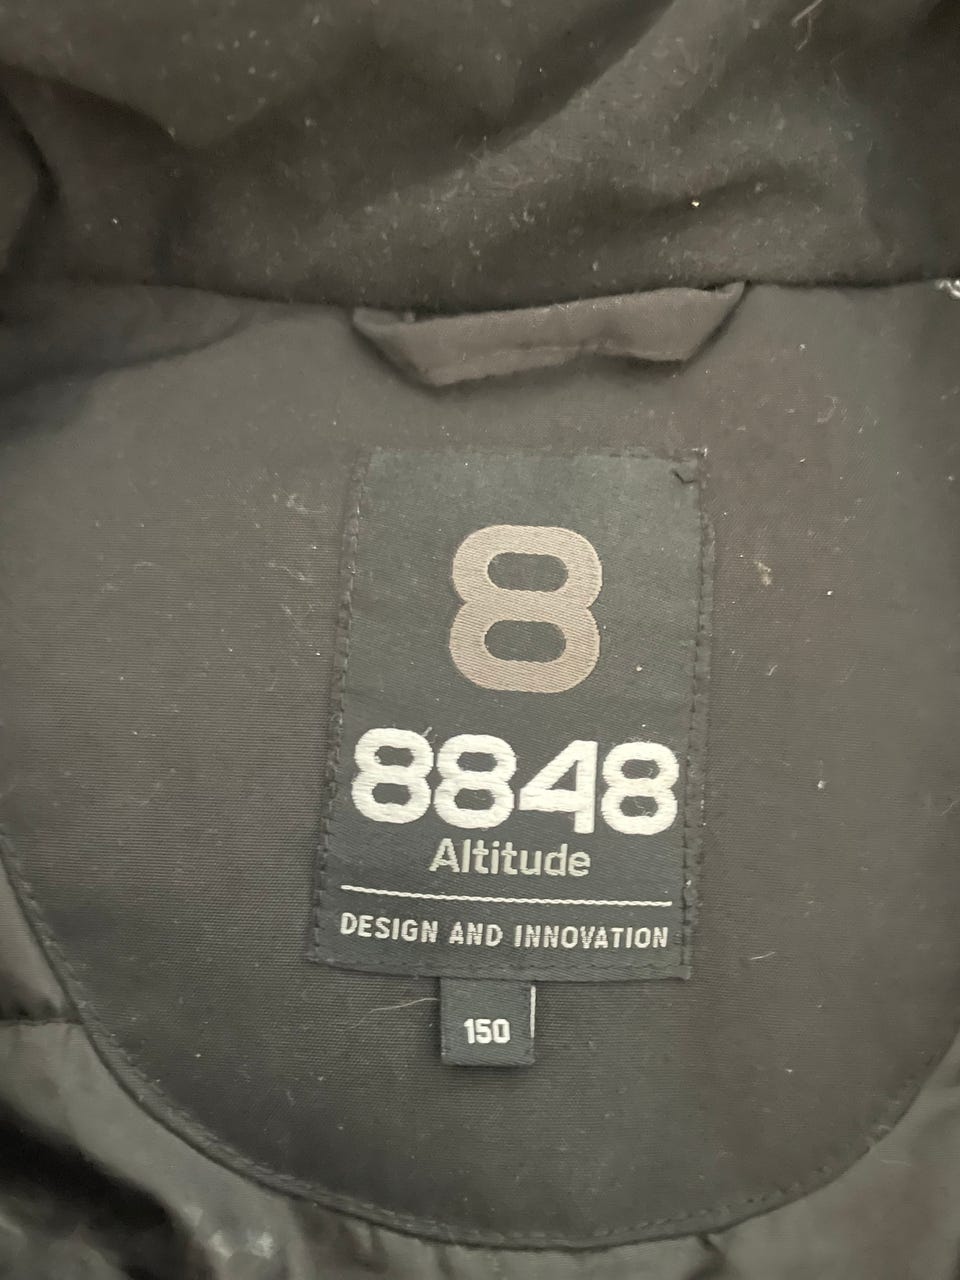 8
8848
Altitude
DESIGN AND INNOVATION
150